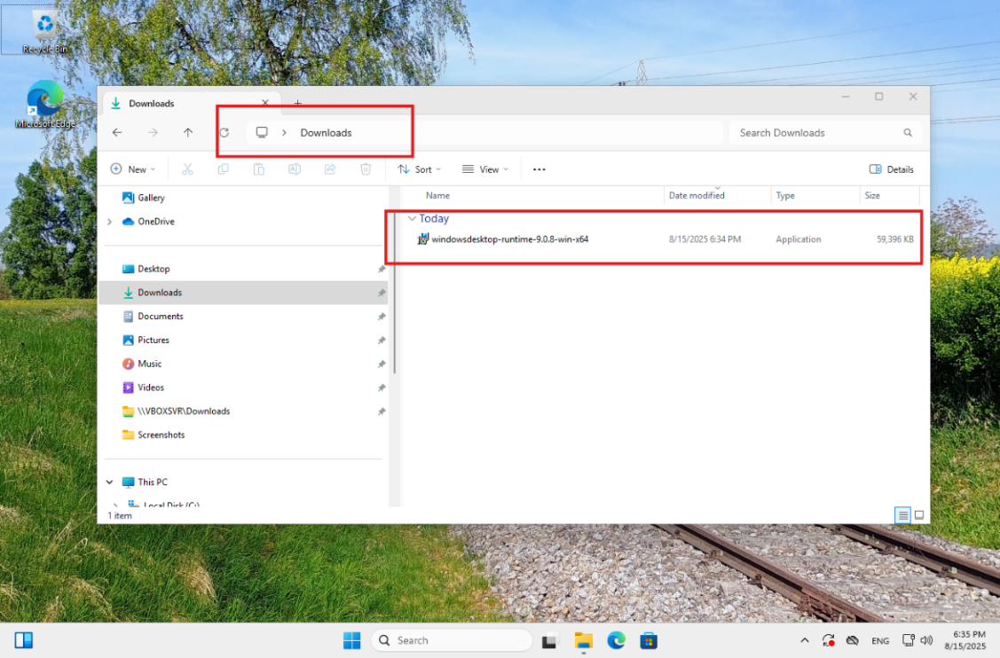 Recycle Bin
Microsoft Edge
Downloads
Downloads
Search Downloads
New
Sort
View
Details
Gallery
OneDrive
Desktop
Downloads
Documents
Pictures
Music
Videos
\\VBOXSVR\Downloads
Screenshots
This PC
Local Disk (C:)
1 item
Name Date modified Type Size
Today
windowsdesktop-runtime-9.0.8-win-x64 8/15/2025 6:34 PM Application 59,396 KB
Search
ENG
6:35 PM
8/15/2025